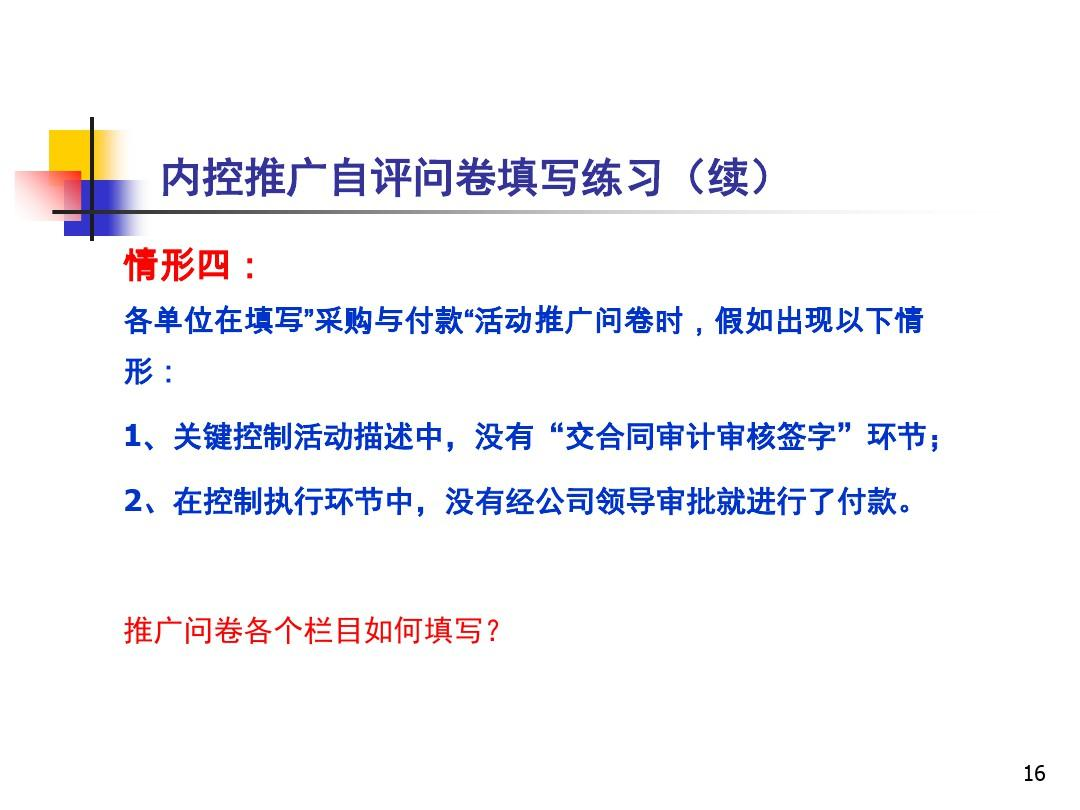 内控推广自评问卷填写练习（续）
情形四：
各单位在填写”采购与付款“活动推广问卷时，假如出现以下情
形：
1、关键控制活动描述中，没有“交合同审计审核签字”环节；
2、在控制执行环节中，没有经公司领导审批就进行了付款。
推广问卷各个栏目如何填写？
16